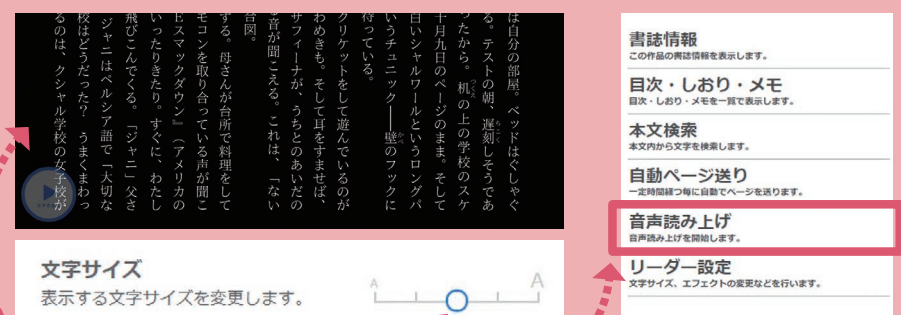 は自分の部屋。ベッドはぐしゃぐ
る。テストの朝、遅刻しそうであ
ったから。机の上の学校のスケ
十月九日のページのまま。そして
白いシャルワールというロングパ
いうチュニック――壁のフックに
待っている。
クリケットをして遊んでいるのが
わめきも。そして耳をすませば、
サフィーナが、うちとのあいだの
る音が聞こえる。これは、「ない
合図。
する。母さんが台所で料理をして
モコンを取り合っている声が聞こ
Eスマックダウン』(アメリカの
いったりきたり。すぐに、わたし
飛びこんでくる。「ジャニ」父さ
ジャニはペルシア語で「大切な
校はどうだった？　うまくまわっ
るのは、クシャル学校の女子校が
文字サイズ
表示する文字サイズを変更します。
A
A
書誌情報
この作品の書誌情報を表示します。
目次・しおり・メモ
目次・しおり・メモを一覧で表示します。
本文検索
本文内から文字を検索します。
自動ページ送り
一定時間経つ毎に自動でページを送ります。
音声読み上げ
音声読み上げを開始します。
リーダー設定
文字サイズ、エフェクトの変更などを行います。